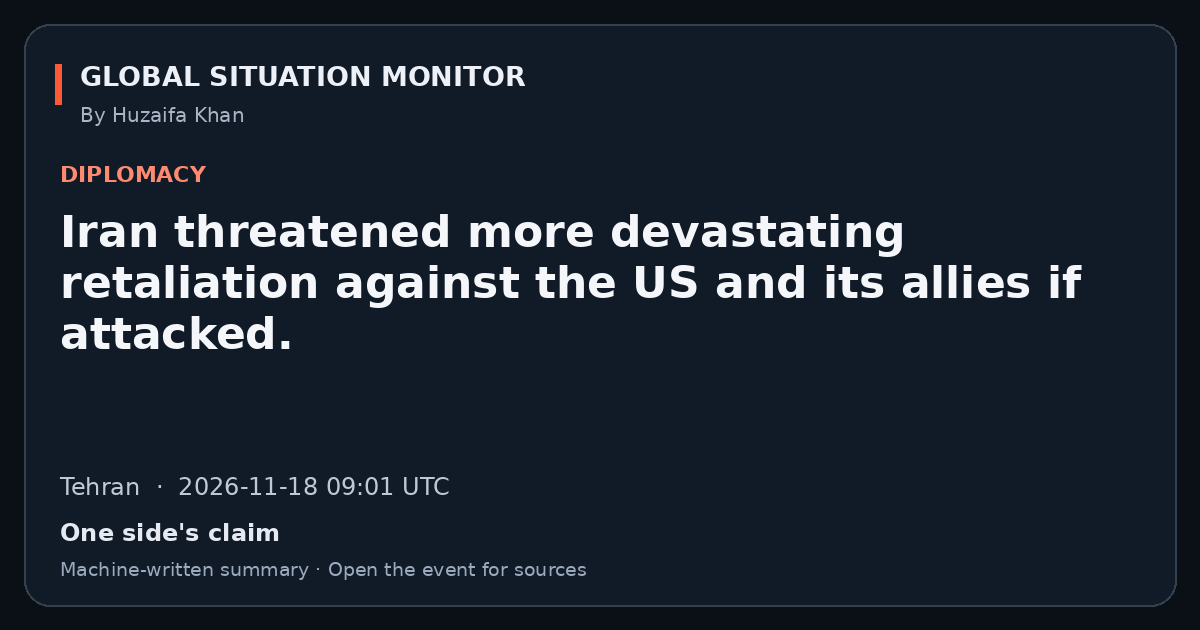 GLOBAL SITUATION MONITOR
By Huzaifa Khan
DIPLOMACY
Iran threatened more devastating
retaliation against the US and its allies if
attacked.
Tehran · 2026-11-18 09:01 UTC
One side's claim
Machine-written summary · Open the event for sources